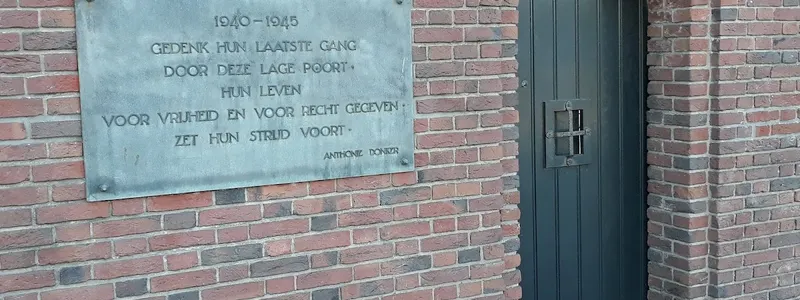 1940-1945
GEDENK HUN LAATSTE GANG
DOOR DEZE LAGE POORT·
HUN LEVEN
VOOR VRIJHEID EN VOOR RECHT GEGEVEN·
ZET HUN STRIJD VOORT·
ANTHONIE DONKER